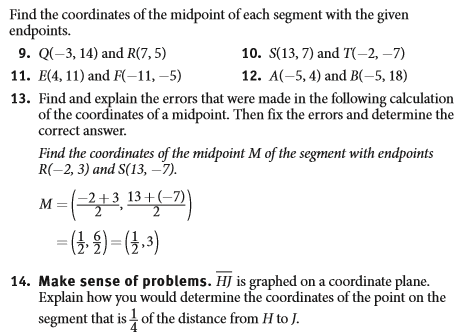 Find the coordinates of the midpoint of each segment with the given
endpoints.
9. Q(−3, 14) and R(7, 5) 10. S(13, 7) and T(−2, −7)
11. E(4, 11) and F(−11, −5) 12. A(−5, 4) and B(−5, 18)
13. Find and explain the errors that were made in the following calculation
of the coordinates of a midpoint. Then fix the errors and determine the
correct answer.
Find the coordinates of the midpoint M of the segment with endpoints
R(−2, 3) and S(13, −7).
M = ((−2+3)/2, (13+(−7))/2)
= (1/2, 6/2) = (1/2, 3)
14. Make sense of problems. H̅J̅ is graphed on a coordinate plane.
Explain how you would determine the coordinates of the point on the
segment that is 1/4 of the distance from H to J.